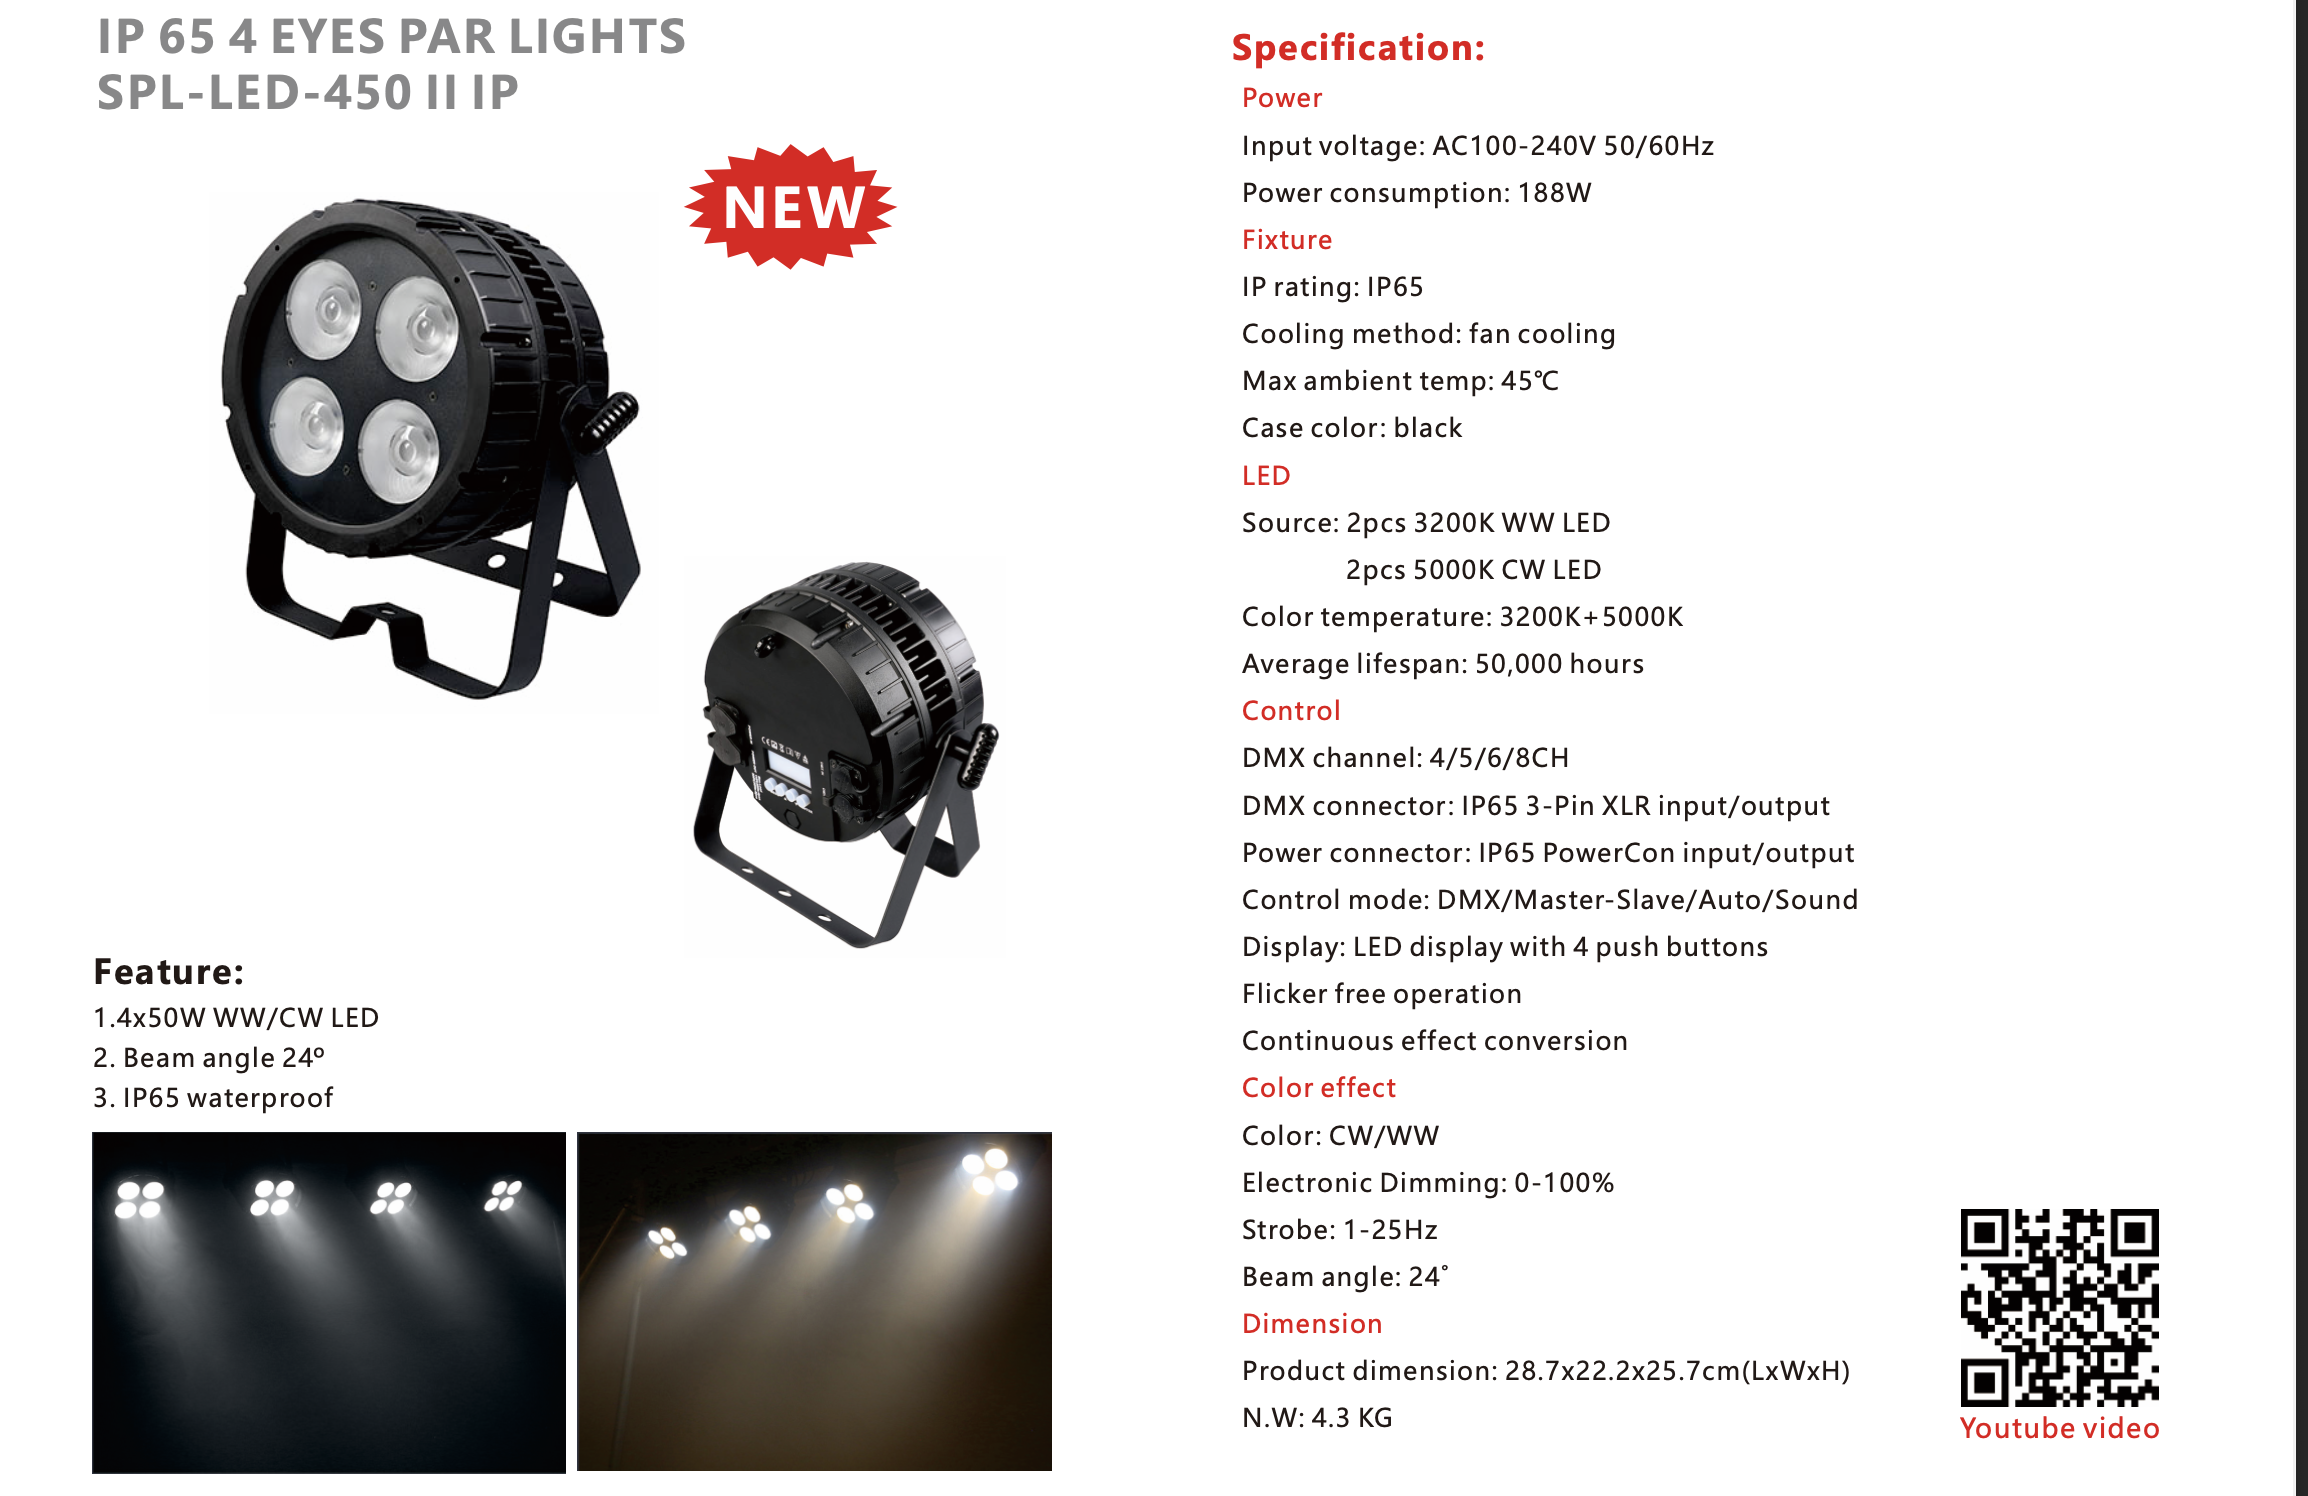 IP 65 4 EYES PAR LIGHTS
SPL-LED-450 II IP
NEW
Feature:
1.4x50W WW/CW LED
2. Beam angle 24º
3. IP65 waterproof
Specification:
Power
Input voltage: AC100-240V 50/60Hz
Power consumption: 188W
Fixture
IP rating: IP65
Cooling method: fan cooling
Max ambient temp: 45℃
Case color: black
LED
Source: 2pcs 3200K WW LED
2pcs 5000K CW LED
Color temperature: 3200K+5000K
Average lifespan: 50,000 hours
Control
DMX channel: 4/5/6/8CH
DMX connector: IP65 3-Pin XLR input/output
Power connector: IP65 PowerCon input/output
Control mode: DMX/Master-Slave/Auto/Sound
Display: LED display with 4 push buttons
Flicker free operation
Continuous effect conversion
Color effect
Color: CW/WW
Electronic Dimming: 0-100%
Strobe: 1-25Hz
Beam angle: 24°
Dimension
Product dimension: 28.7x22.2x25.7cm(LxWxH)
N.W: 4.3 KG
Youtube video